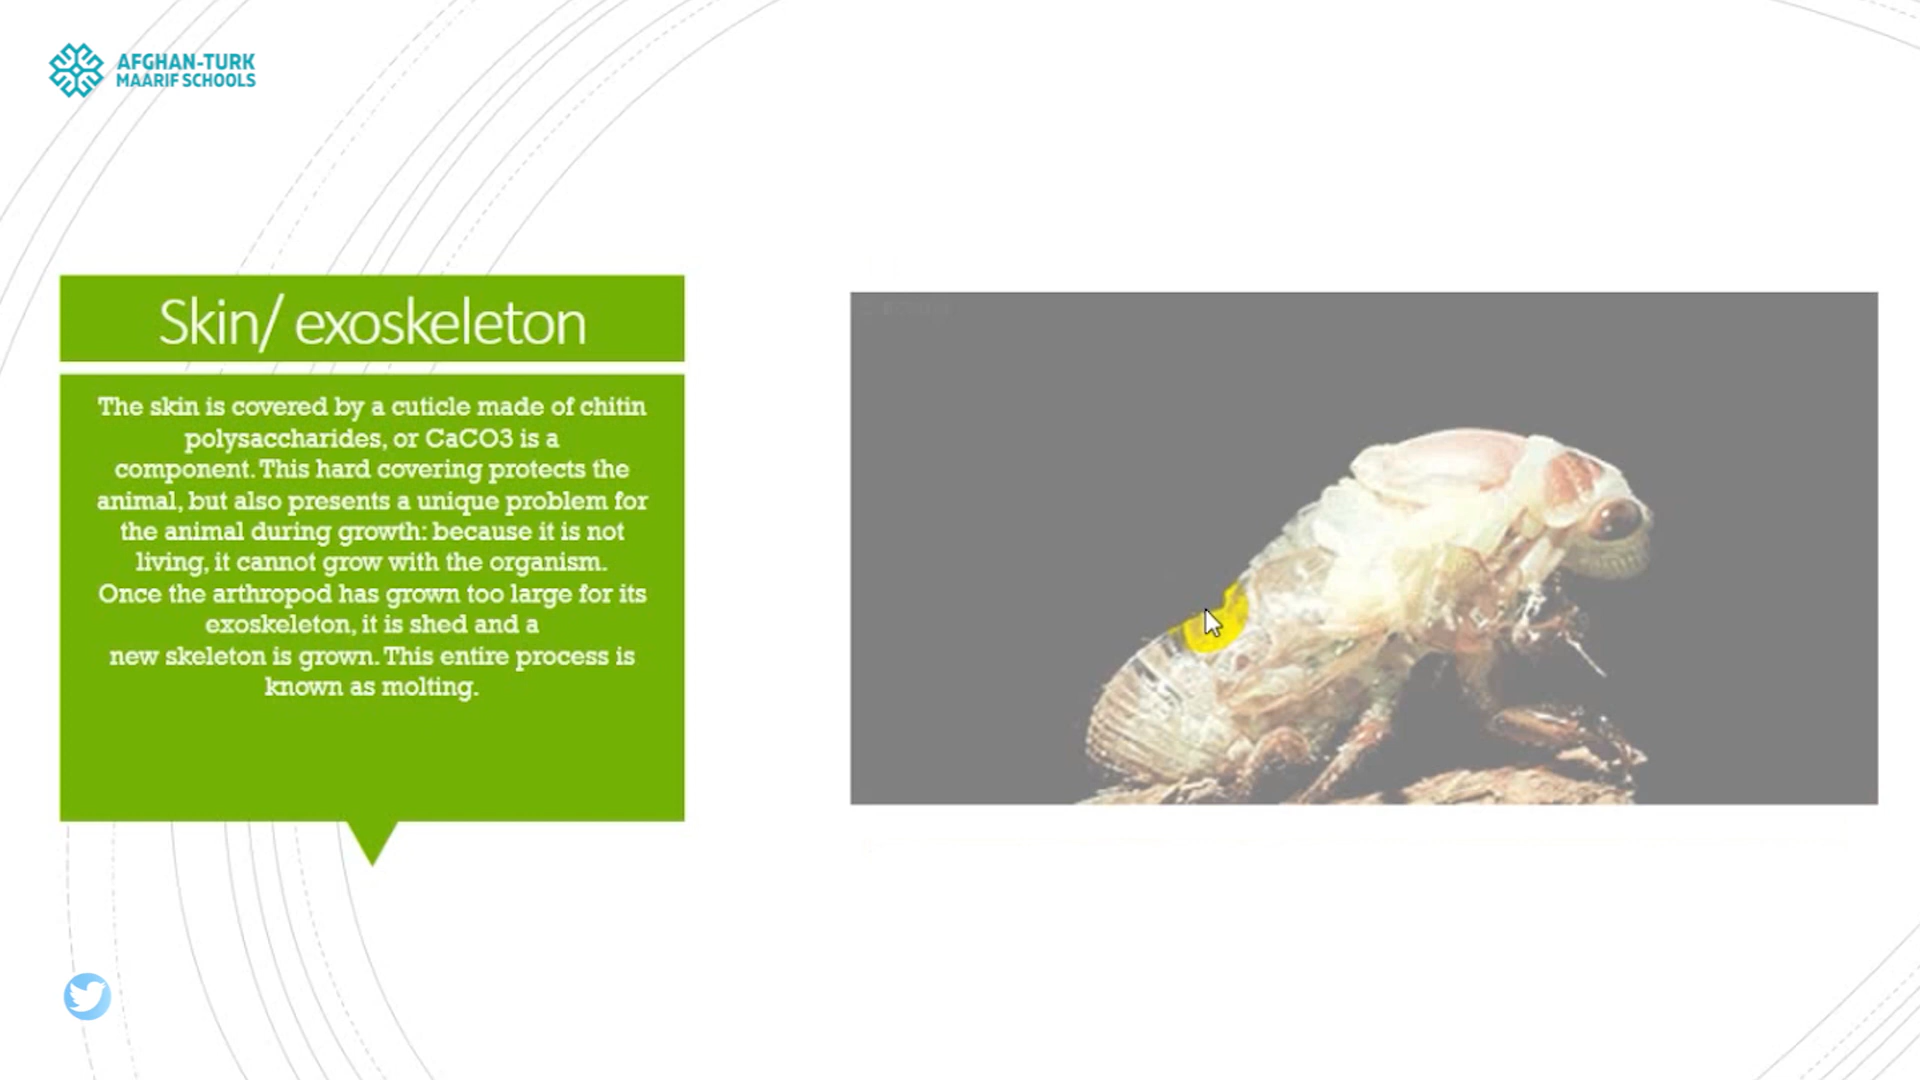 AFGHAN-TURK
MAARIF SCHOOLS
Skin/ exoskeleton
The skin is covered by a cuticle made of chitin
polysaccharides, or CaCO3 is a
component. This hard covering protects the
animal, but also presents a unique problem for
the animal during growth: because it is not
living, it cannot grow with the organism.
Once the arthropod has grown too large for its
exoskeleton, it is shed and a
new skeleton is grown. This entire process is
known as molting.